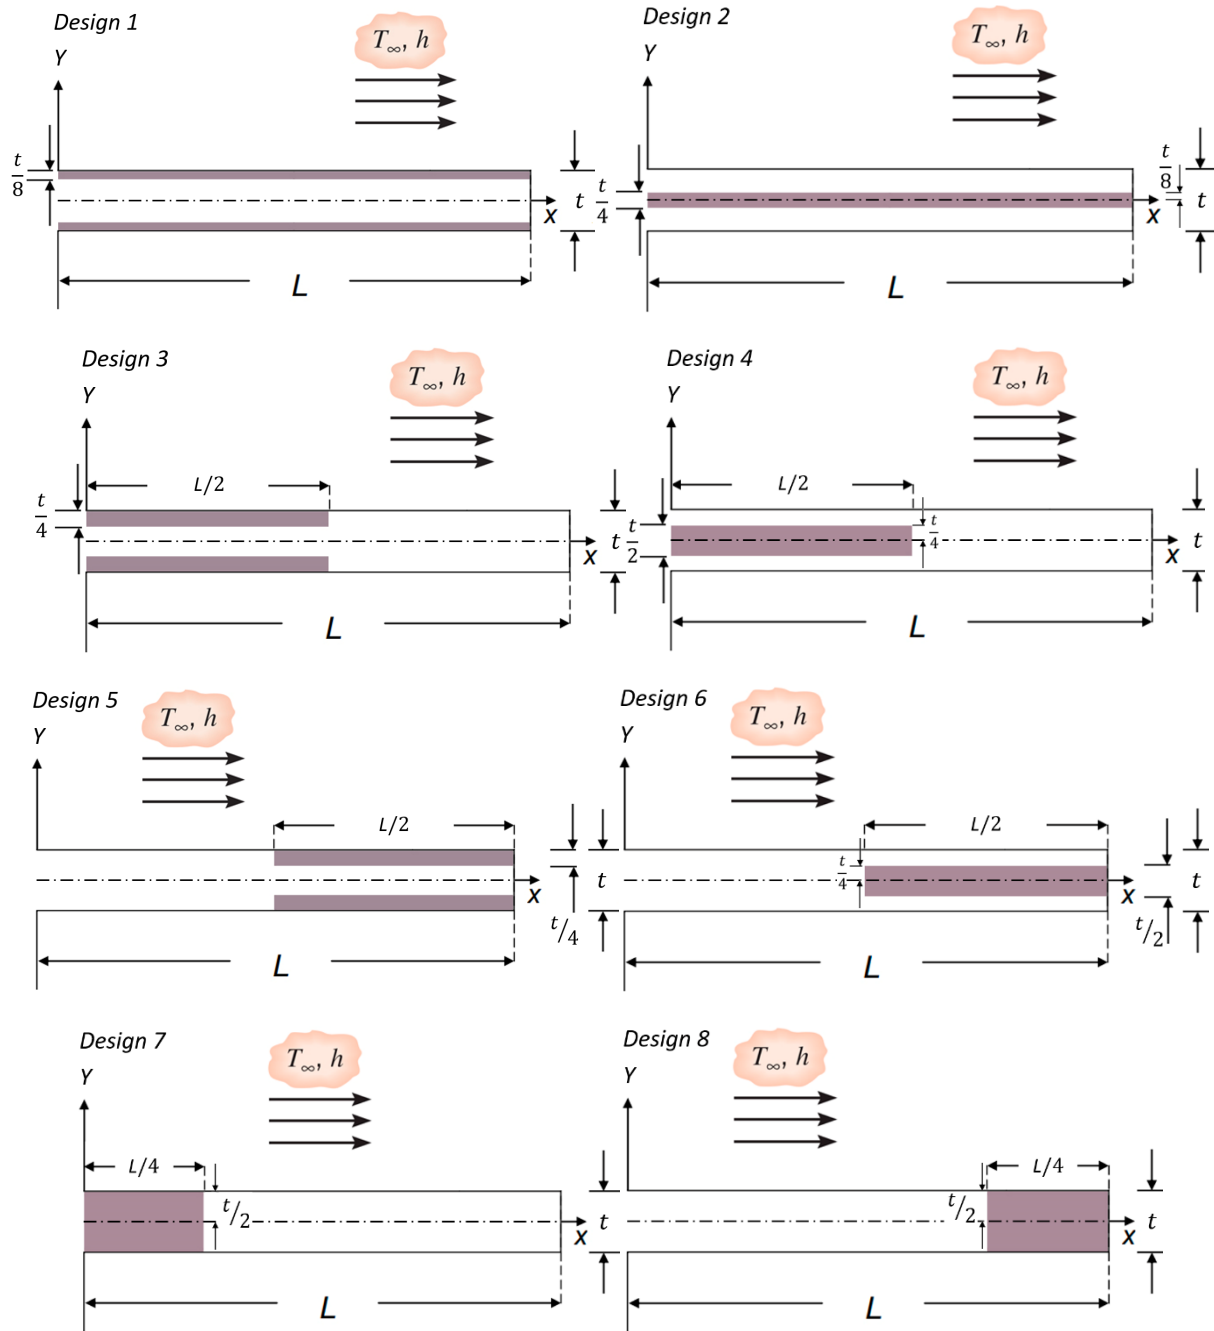 Design 1
Y
T∞, h
t/8
x
t
L
Design 2
Y
T∞, h
t/4
t/8
x
t
L
Design 3
Y
T∞, h
L/2
t/4
x
t
L
Design 4
Y
T∞, h
L/2
t/2
t/4
x
t
L
Design 5
Y
T∞, h
L/2
x
t
t/4
L
Design 6
Y
T∞, h
L/2
t/4
x
t
t/2
L
Design 7
Y
T∞, h
L/4
t/2
x
t
L
Design 8
Y
T∞, h
L/4
t/2
x
t
L